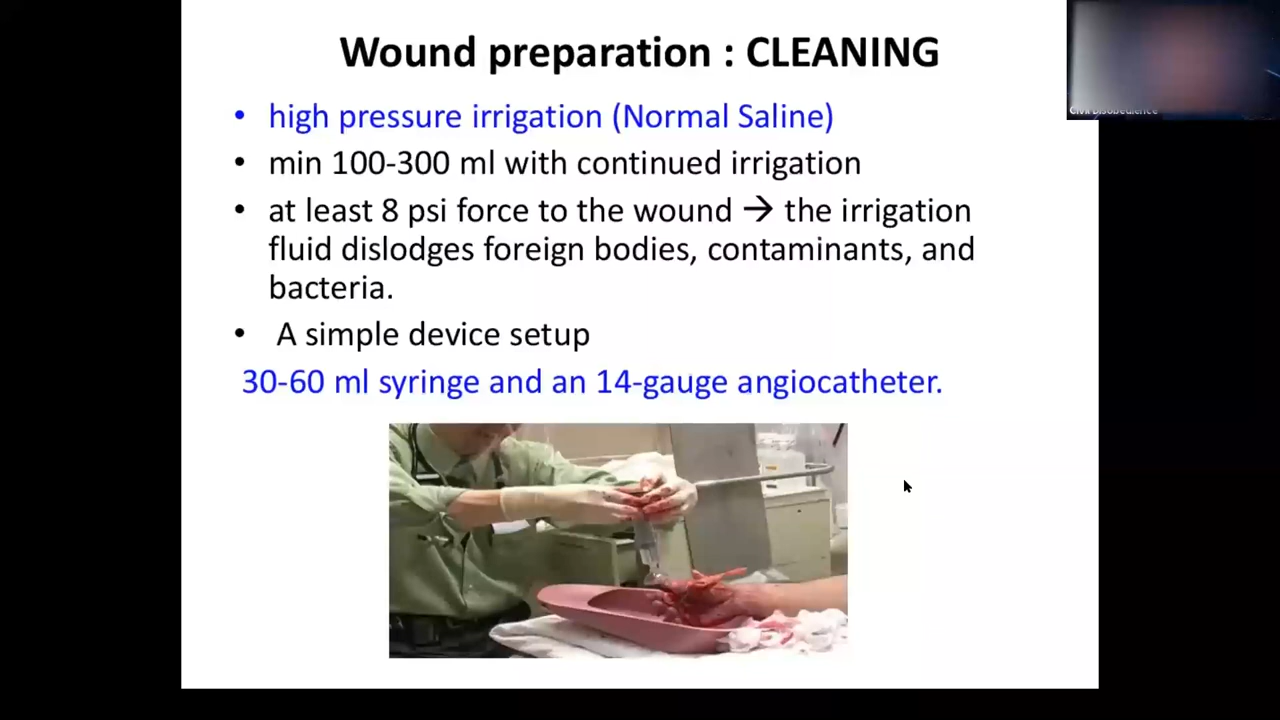 Wound preparation : CLEANING
• high pressure irrigation (Normal Saline)
• min 100-300 ml with continued irrigation
• at least 8 psi force to the wound → the irrigation
fluid dislodges foreign bodies, contaminants, and
bacteria.
• A simple device setup
30-60 ml syringe and an 14-gauge angiocatheter.
Civil Disobedience